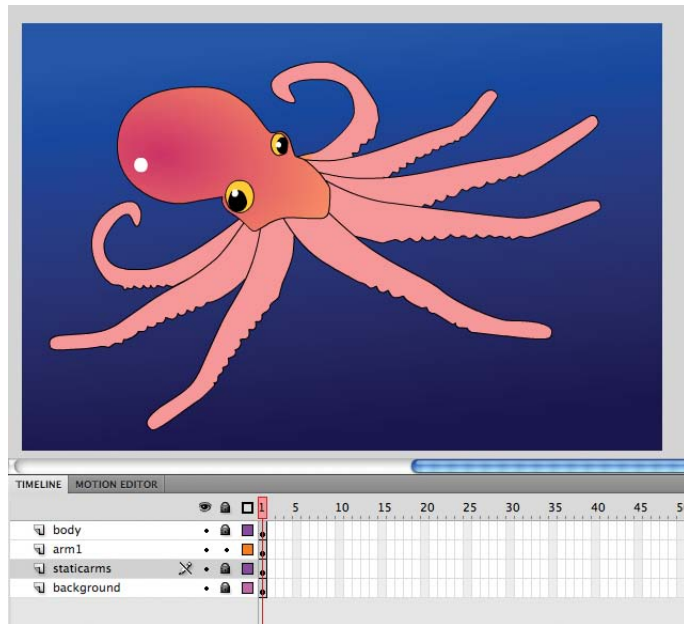 TIMELINE MOTION EDITOR
1 5 10 15 20 25 30 35 40 45
body
arm1
staticarms
background